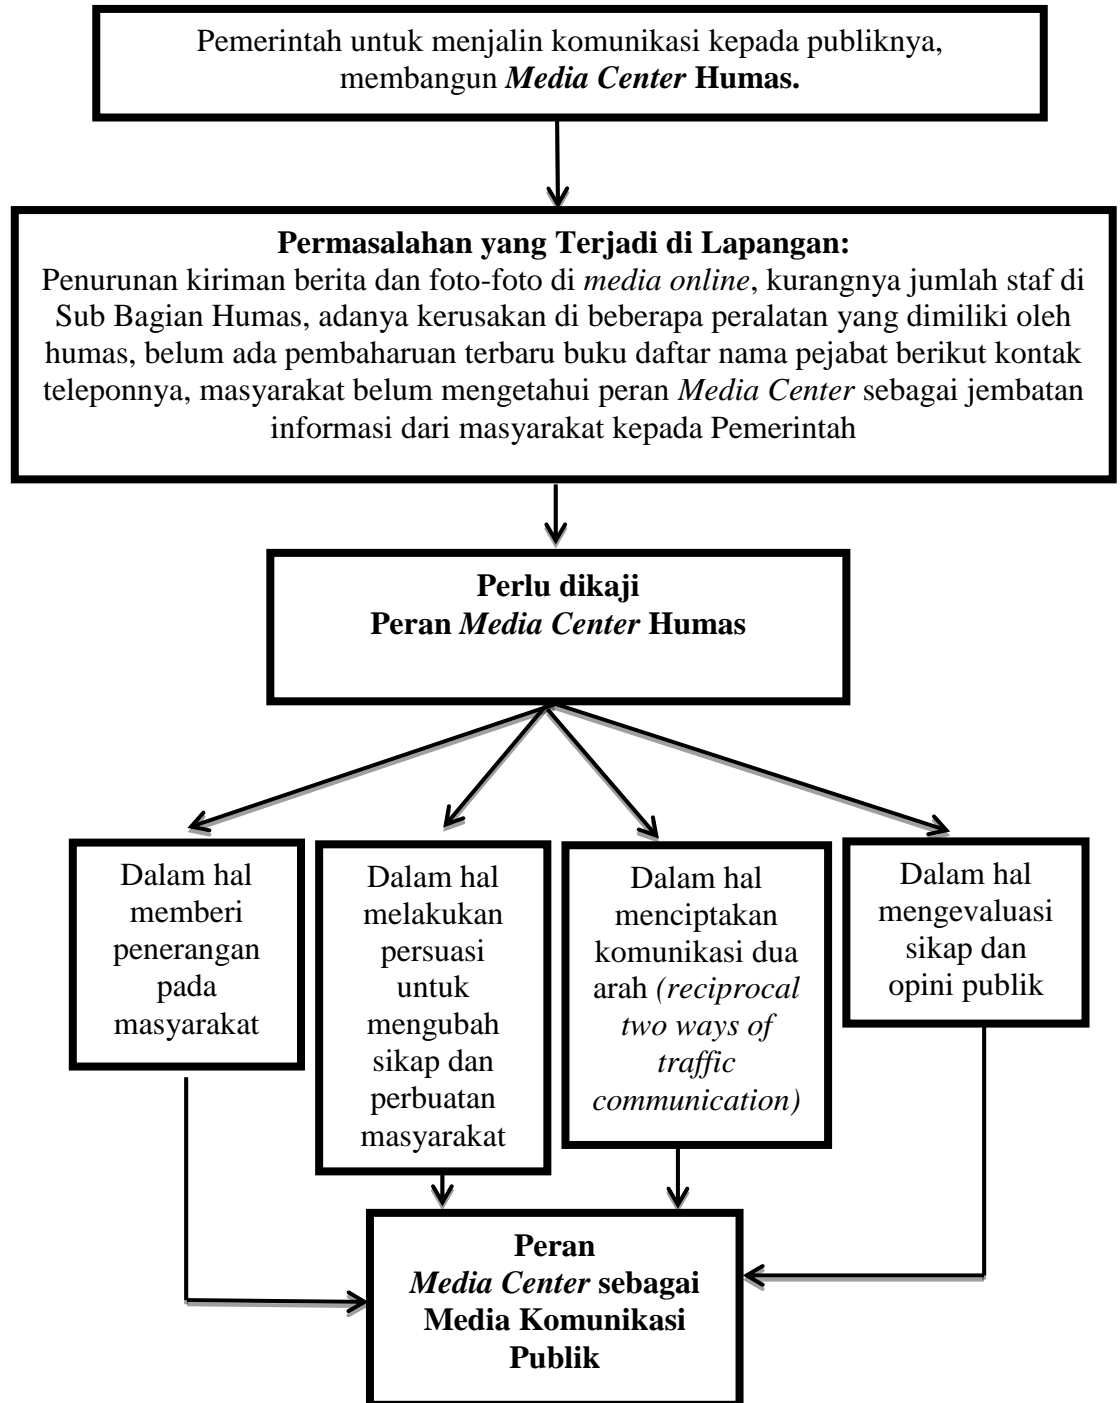 Pemerintah untuk menjalin komunikasi kepada publiknya,
membangun Media Center Humas.
Permasalahan yang Terjadi di Lapangan:
Penurunan kiriman berita dan foto-foto di media online, kurangnya jumlah staf di
Sub Bagian Humas, adanya kerusakan di beberapa peralatan yang dimiliki oleh
humas, belum ada pembaharuan terbaru buku daftar nama pejabat berikut kontak
teleponnya, masyarakat belum mengetahui peran Media Center sebagai jembatan
informasi dari masyarakat kepada Pemerintah
Perlu dikaji
Peran Media Center Humas
Dalam hal
memberi
penerangan
pada
masyarakat
Dalam hal
melakukan
persuasi
untuk
mengubah
sikap dan
perbuatan
masyarakat
Dalam hal
menciptakan
komunikasi dua
arah (reciprocal
two ways of
traffic
communication)
Dalam hal
mengevaluasi
sikap dan
opini publik
Peran
Media Center sebagai
Media Komunikasi
Publik